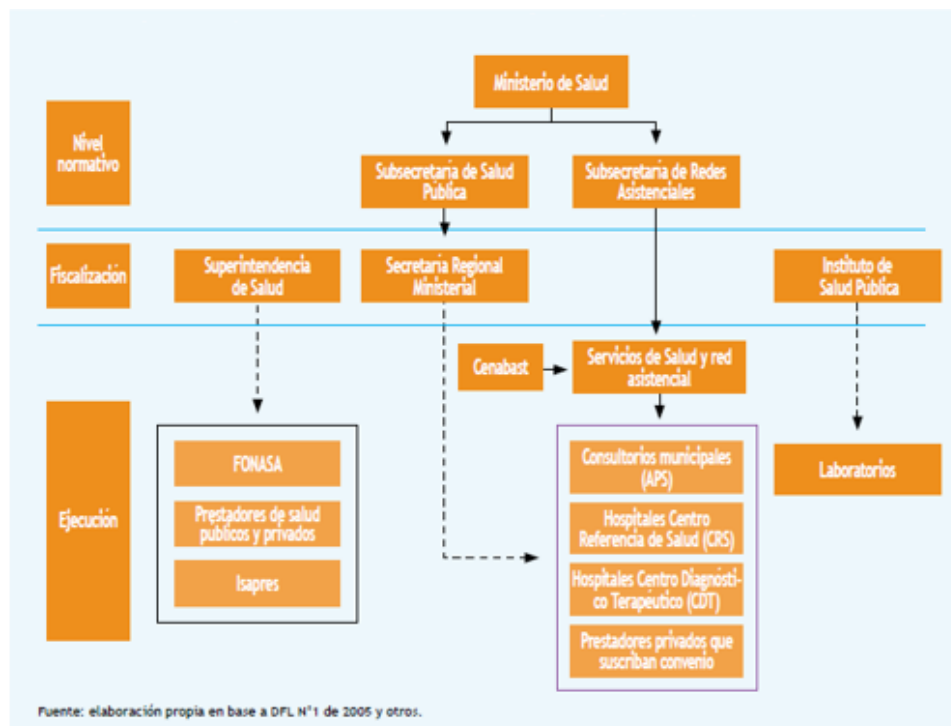 Ministerio de Salud
Nivel
normativo
Subsecretaría de Salud
Pública
Subsecretaría de Redes
Asistenciales
Fiscalización
Superintendencia
de Salud
Secretaría Regional
Ministerial
Instituto de
Salud Pública
Cenabast
Servicios de Salud y red
asistencial
Ejecución
FONASA
Prestadores de salud
públicos y privados
Isapres
Consultorios municipales
(APS)
Hospitales Centro
Referencia de Salud (CRS)
Hospitales Centro Diagnósti-
co Terapéutico (CDT)
Prestadores privados que
suscriban convenio
Laboratorios
Fuente: elaboración propia en base a DFL N°1 de 2005 y otros.